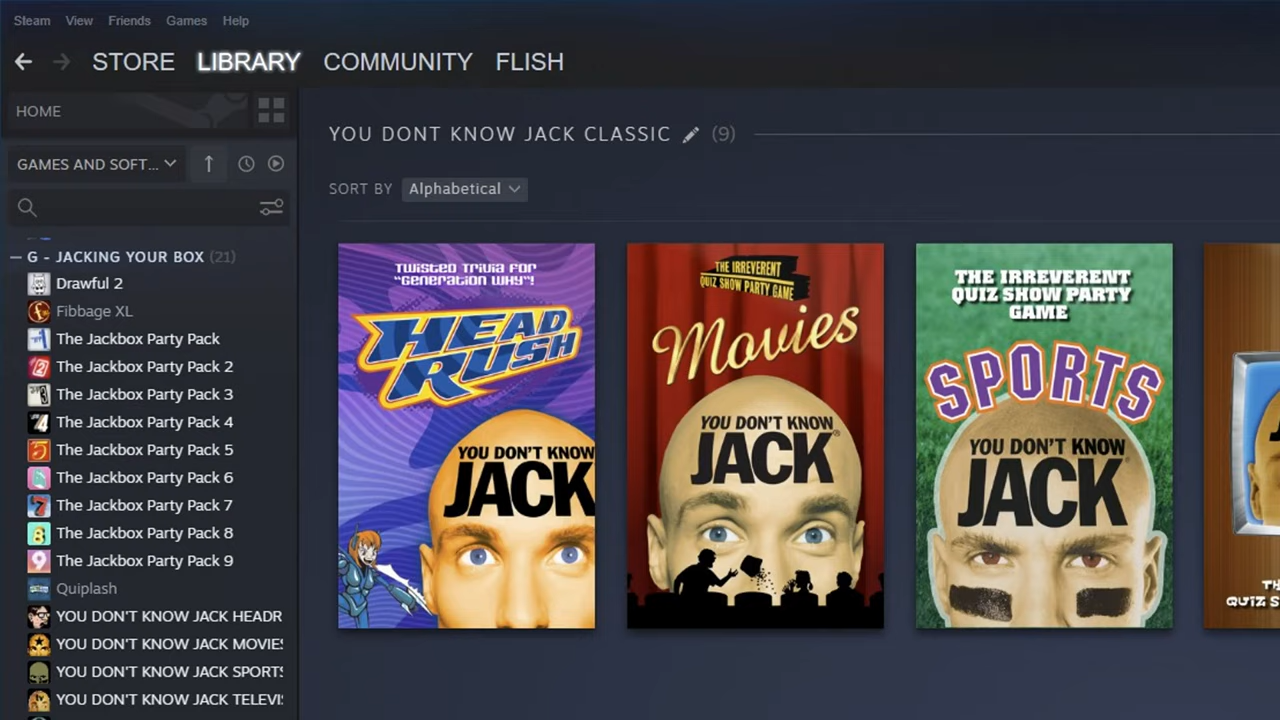 Steam View Friends Games Help
STORE LIBRARY COMMUNITY FLISH
HOME
GAMES AND SOFT...
G - JACKING YOUR BOX (21)
Drawful 2
Fibbage XL
The Jackbox Party Pack
The Jackbox Party Pack 2
The Jackbox Party Pack 3
The Jackbox Party Pack 4
The Jackbox Party Pack 5
The Jackbox Party Pack 6
The Jackbox Party Pack 7
The Jackbox Party Pack 8
The Jackbox Party Pack 9
Quiplash
YOU DON'T KNOW JACK HEADR
YOU DON'T KNOW JACK MOVIES
YOU DON'T KNOW JACK SPORTS
YOU DON'T KNOW JACK TELEVI
YOU DONT KNOW JACK CLASSIC (9)
SORT BY Alphabetical
TWISTED TRIVIA FOR
"GENERATION WHY"!
HEAD
RUSH
YOU DON'T KNOW
JACK
THE IRREVERENT
QUIZ SHOW PARTY GAME
Movies
YOU DON'T KNOW
JACK®
THE IRREVERENT
QUIZ SHOW PARTY
GAME
SPORTS
YOU DON'T KNOW
JACK
TH
QUIZ S